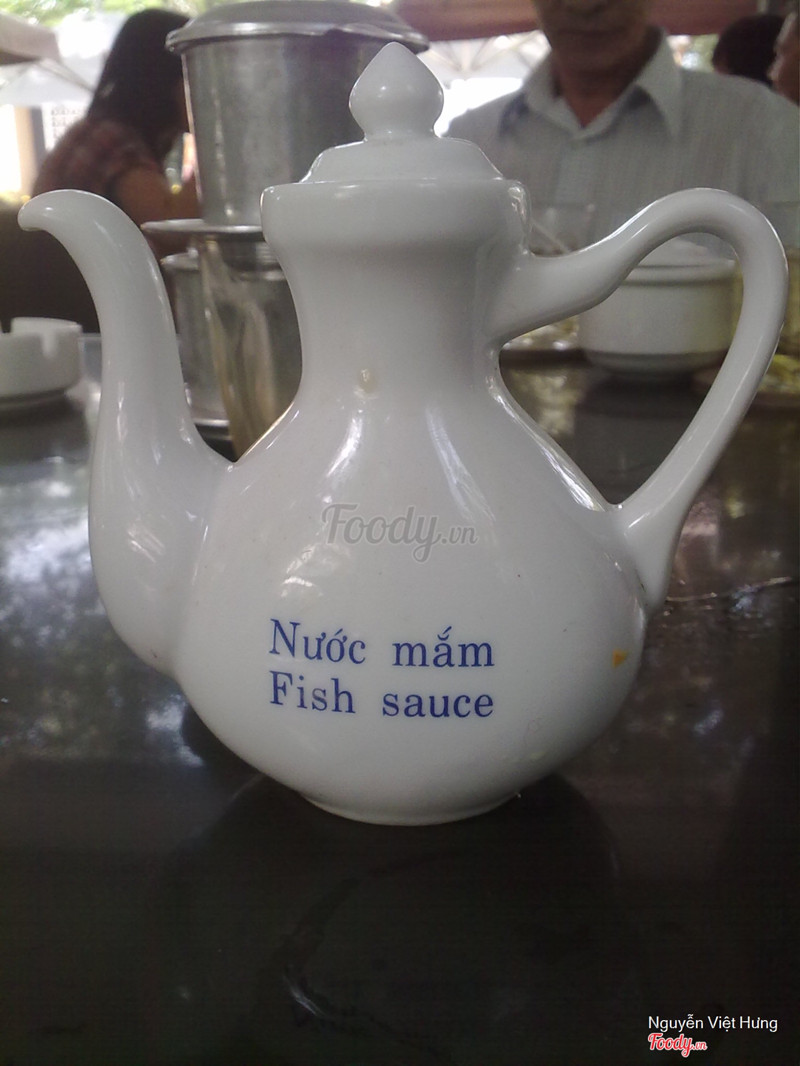 Foody.vn
Nước mắm
Fish sauce
Nguyễn Việt Hưng
Foody.vn